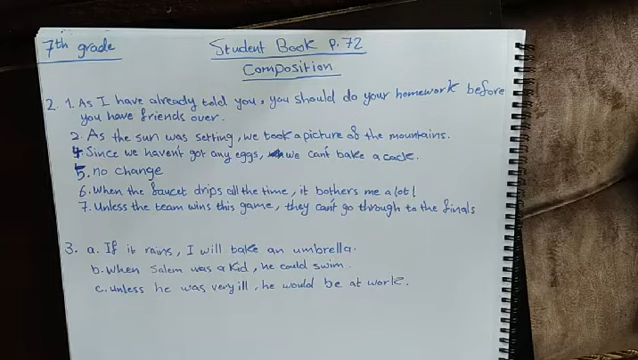 7th grade
Student Book P.72
Composition
2. 1. As I have already told you, you should do your homework before
you have friends over.
2. As the sun was setting, we took a picture of the mountains.
4. Since we haven't got any eggs, we can't bake a cack.
5. no change
6. When the faucet drips all the time, it bothers me a lot!
7. Unless the team wins this game, they can't go through to the finals
3. a. If it rains, I will take an umbrella.
b. When Salem was a kid, he could swim.
c. Unless he was very ill, he would be at work.